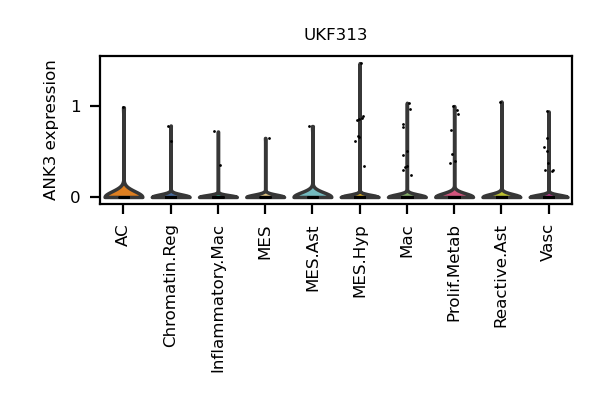 UKF313
ANK3 expression
1
0
AC
Chromatin.Reg
Inflammatory.Mac
MES
MES.Ast
MES.Hyp
Mac
Prolif.Metab
Reactive.Ast
Vasc